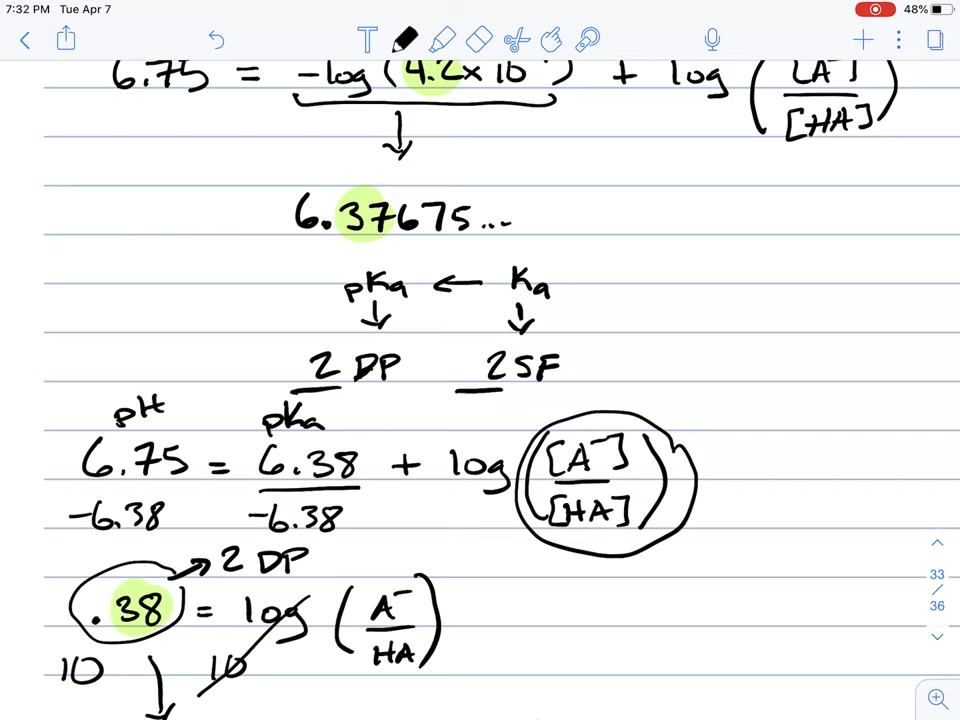 7:32 PM Tue Apr 7 48%
T
6.75 = -log(4.2x10 ) + log([A⁻]/[HA])
6.37675...
pKa ← Ka
2 DP 2 SF
pH pKa
6.75 = 6.38 + log([A⁻]/[HA])
-6.38 -6.38
→ 2 DP
.38 = log(A⁻/HA)
10 10
33
/
36